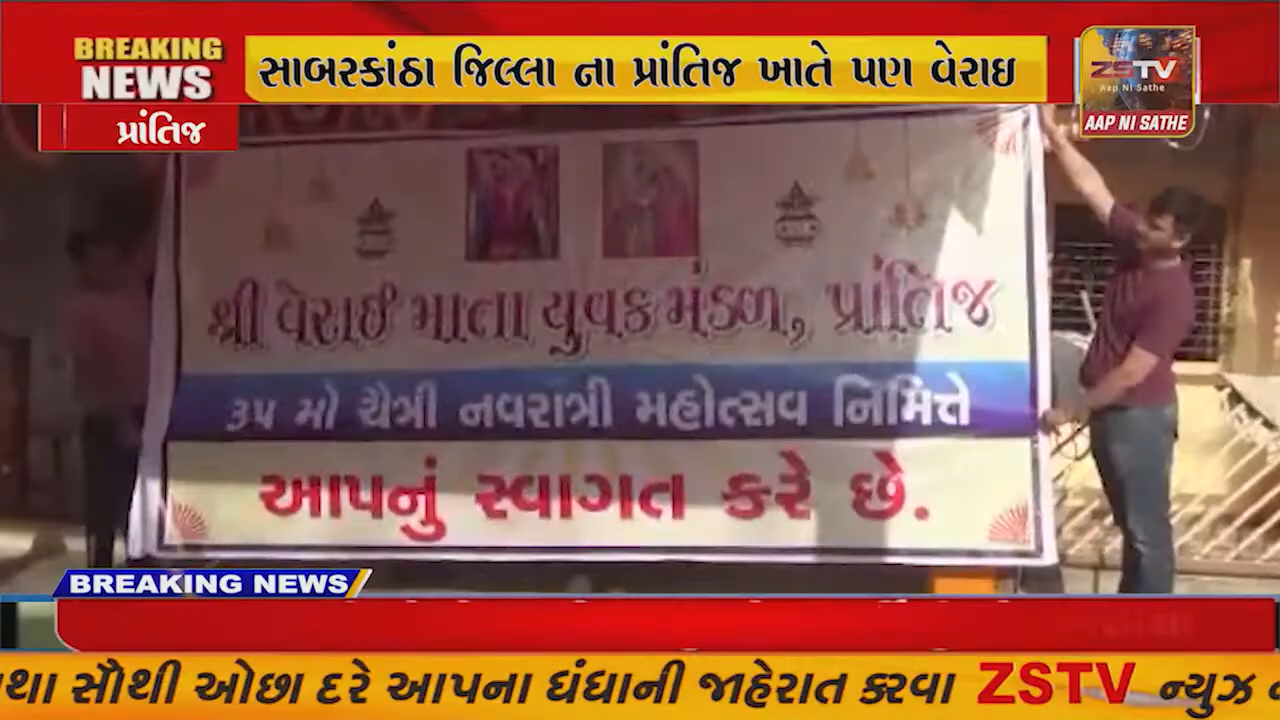 BREAKING NEWS
સાબરકાંઠા જિલ્લા ના પ્રાંતિજ ખાતે પણ વેરાઇ
ZSTV
Aap Ni Sathe
AAP NI SATHE
પ્રાંતિજ
શ્રી વેરાઈ માતા યુવક મંડળ, પ્રાંતિજ
૩૫ મો ચૈત્રી નવરાત્રી મહોત્સવ નિમિત્તે
આપનું સ્વાગત કરે છે.
BREAKING NEWS
સૌથી ઓછા દરે આપના ધંધાની જાહેરાત કરવા ZSTV ન્યુઝ